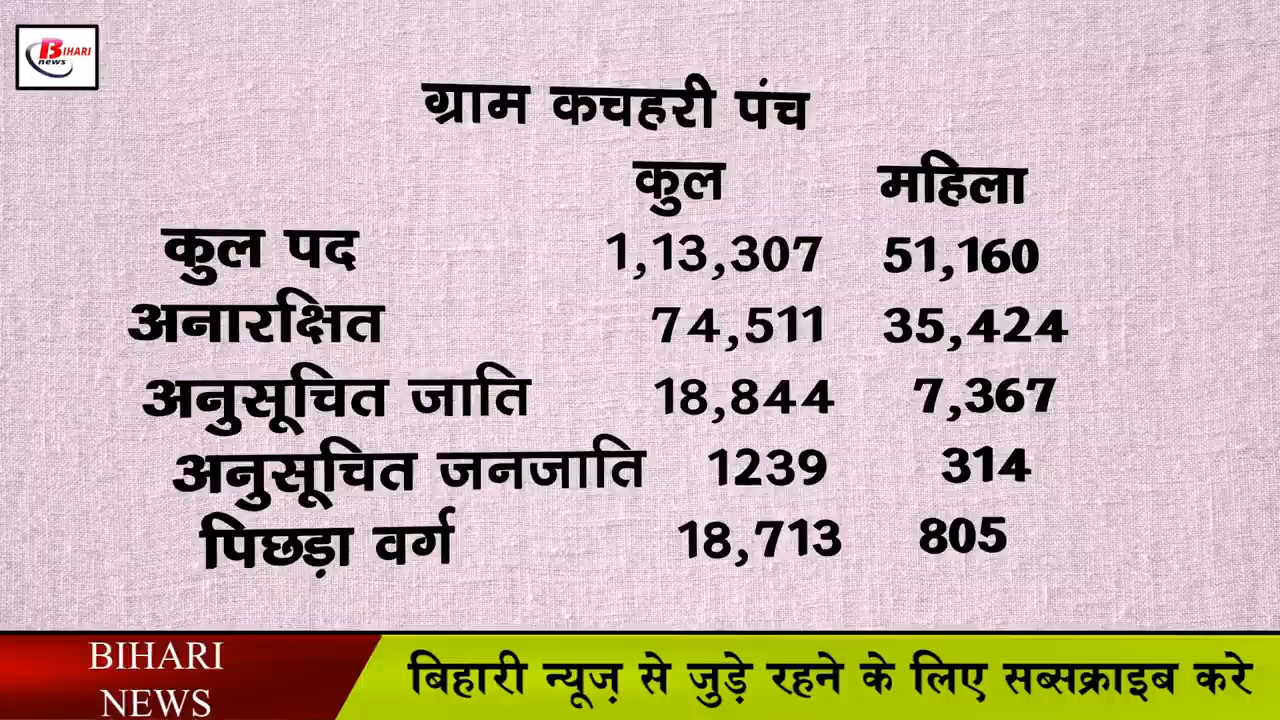 BIHARI
news
ग्राम कचहरी पंच
कुल महिला
कुल पद 1,13,307 51,160
अनारक्षित 74,511 35,424
अनुसूचित जाति 18,844 7,367
अनुसूचित जनजाति 1239 314
पिछड़ा वर्ग 18,713 805
BIHARI
NEWS
बिहारी न्यूज़ से जुड़े रहने के लिए सब्सक्राइब करे